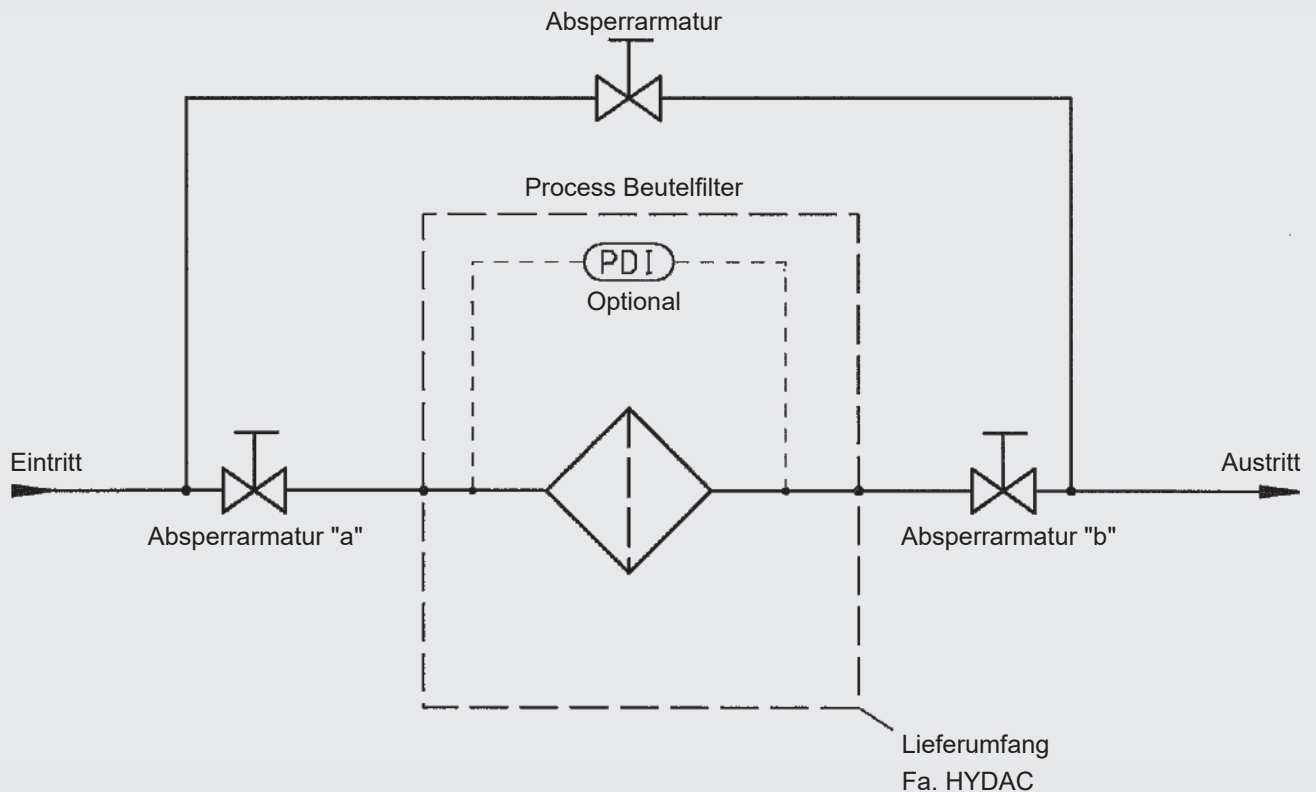 Absperrarmatur
Process Beutelfilter
PDI
Optional
Eintritt
Austritt
Absperrarmatur "a"
Absperrarmatur "b"
Lieferumfang
Fa. HYDAC